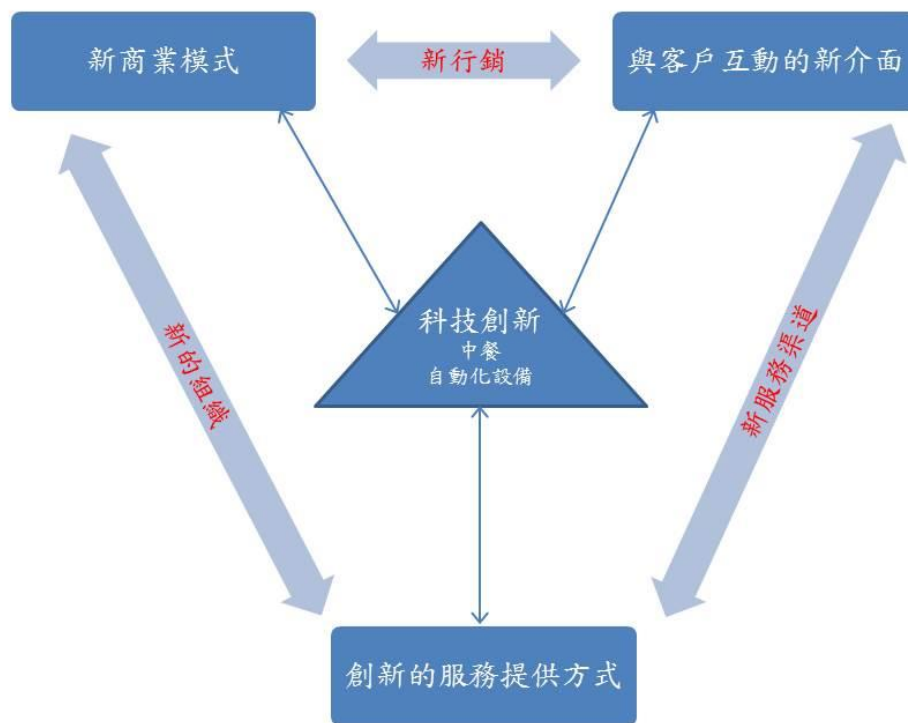 新商業模式
新行銷
與客戶互動的新介面
科技創新
中餐
自動化設備
新的組織
新服務渠道
創新的服務提供方式